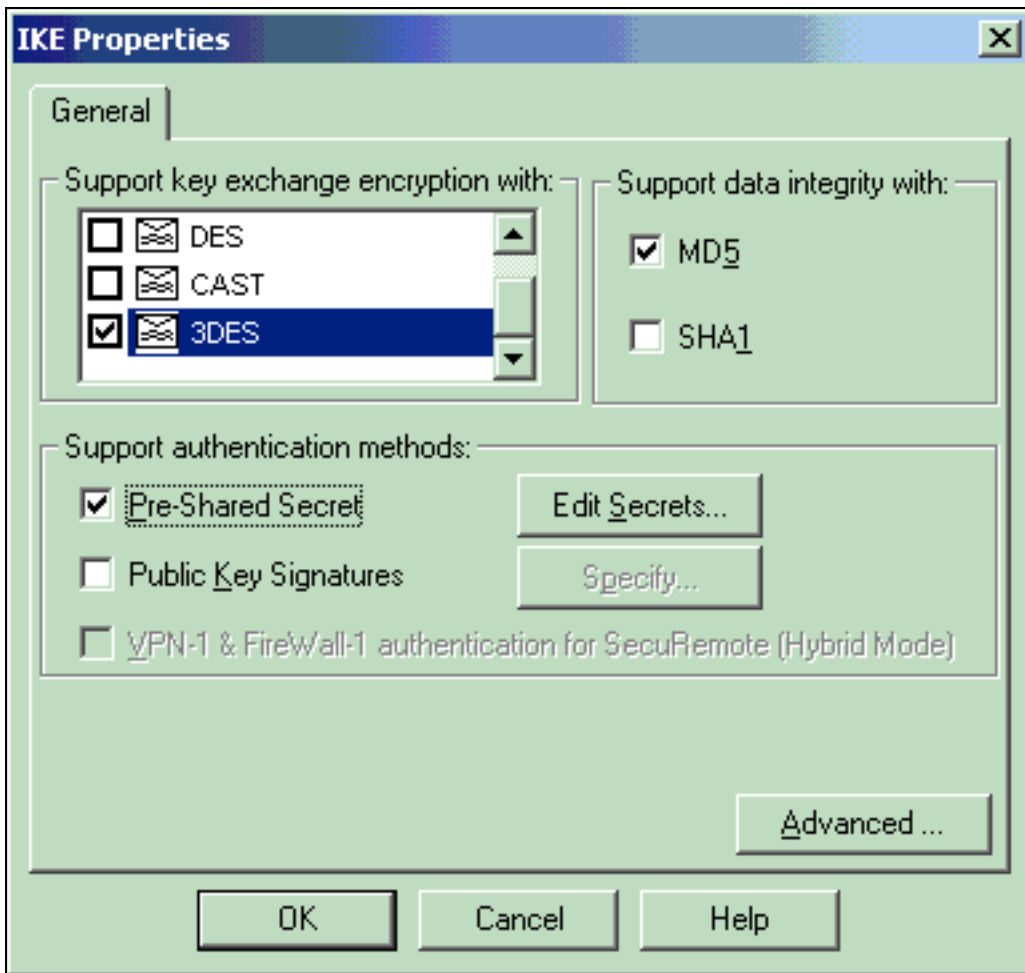 IKE Properties
General
Support key exchange encryption with:
DES
CAST
3DES
Support data integrity with:
MD5
SHA1
Support authentication methods:
Pre-Shared Secret
Edit Secrets...
Public Key Signatures
Specify...
VPN-1 & FireWall-1 authentication for SecuRemote (Hybrid Mode)
Advanced ...
OK
Cancel
Help